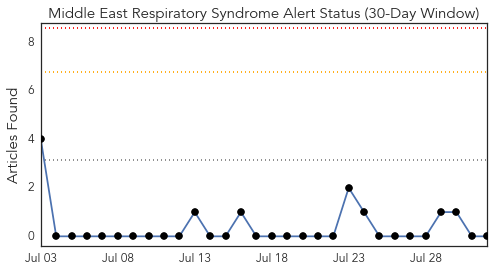 Middle East Respiratory Syndrome Alert Status (30-Day Window)
Articles Found
8
6
4
2
0
Jul 03 Jul 08 Jul 13 Jul 18 Jul 23 Jul 28